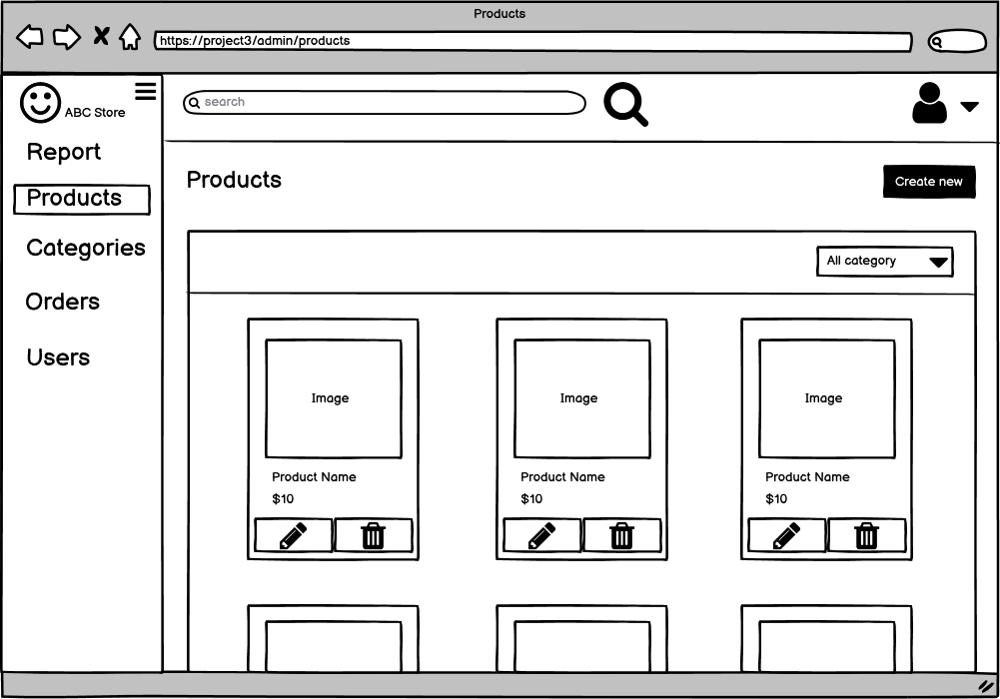 Products
https://project3/admin/products
ABC Store
search
Report
Products
Categories
Orders
Users
Products
Create new
All category
Image
Product Name
$10
Image
Product Name
$10
Image
Product Name
$10